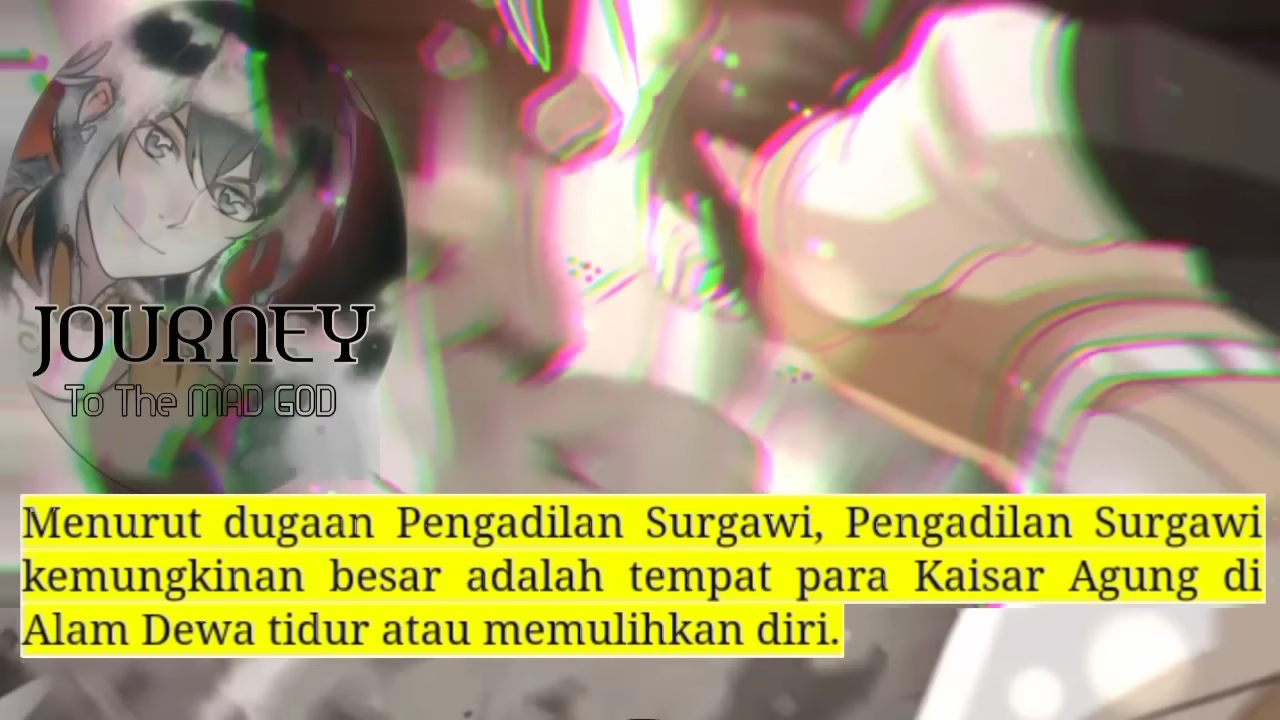 JOURNEY
To The MAD GOD
Menurut dugaan Pengadilan Surgawi, Pengadilan Surgawi
kemungkinan besar adalah tempat para Kaisar Agung di
Alam Dewa tidur atau memulihkan diri.